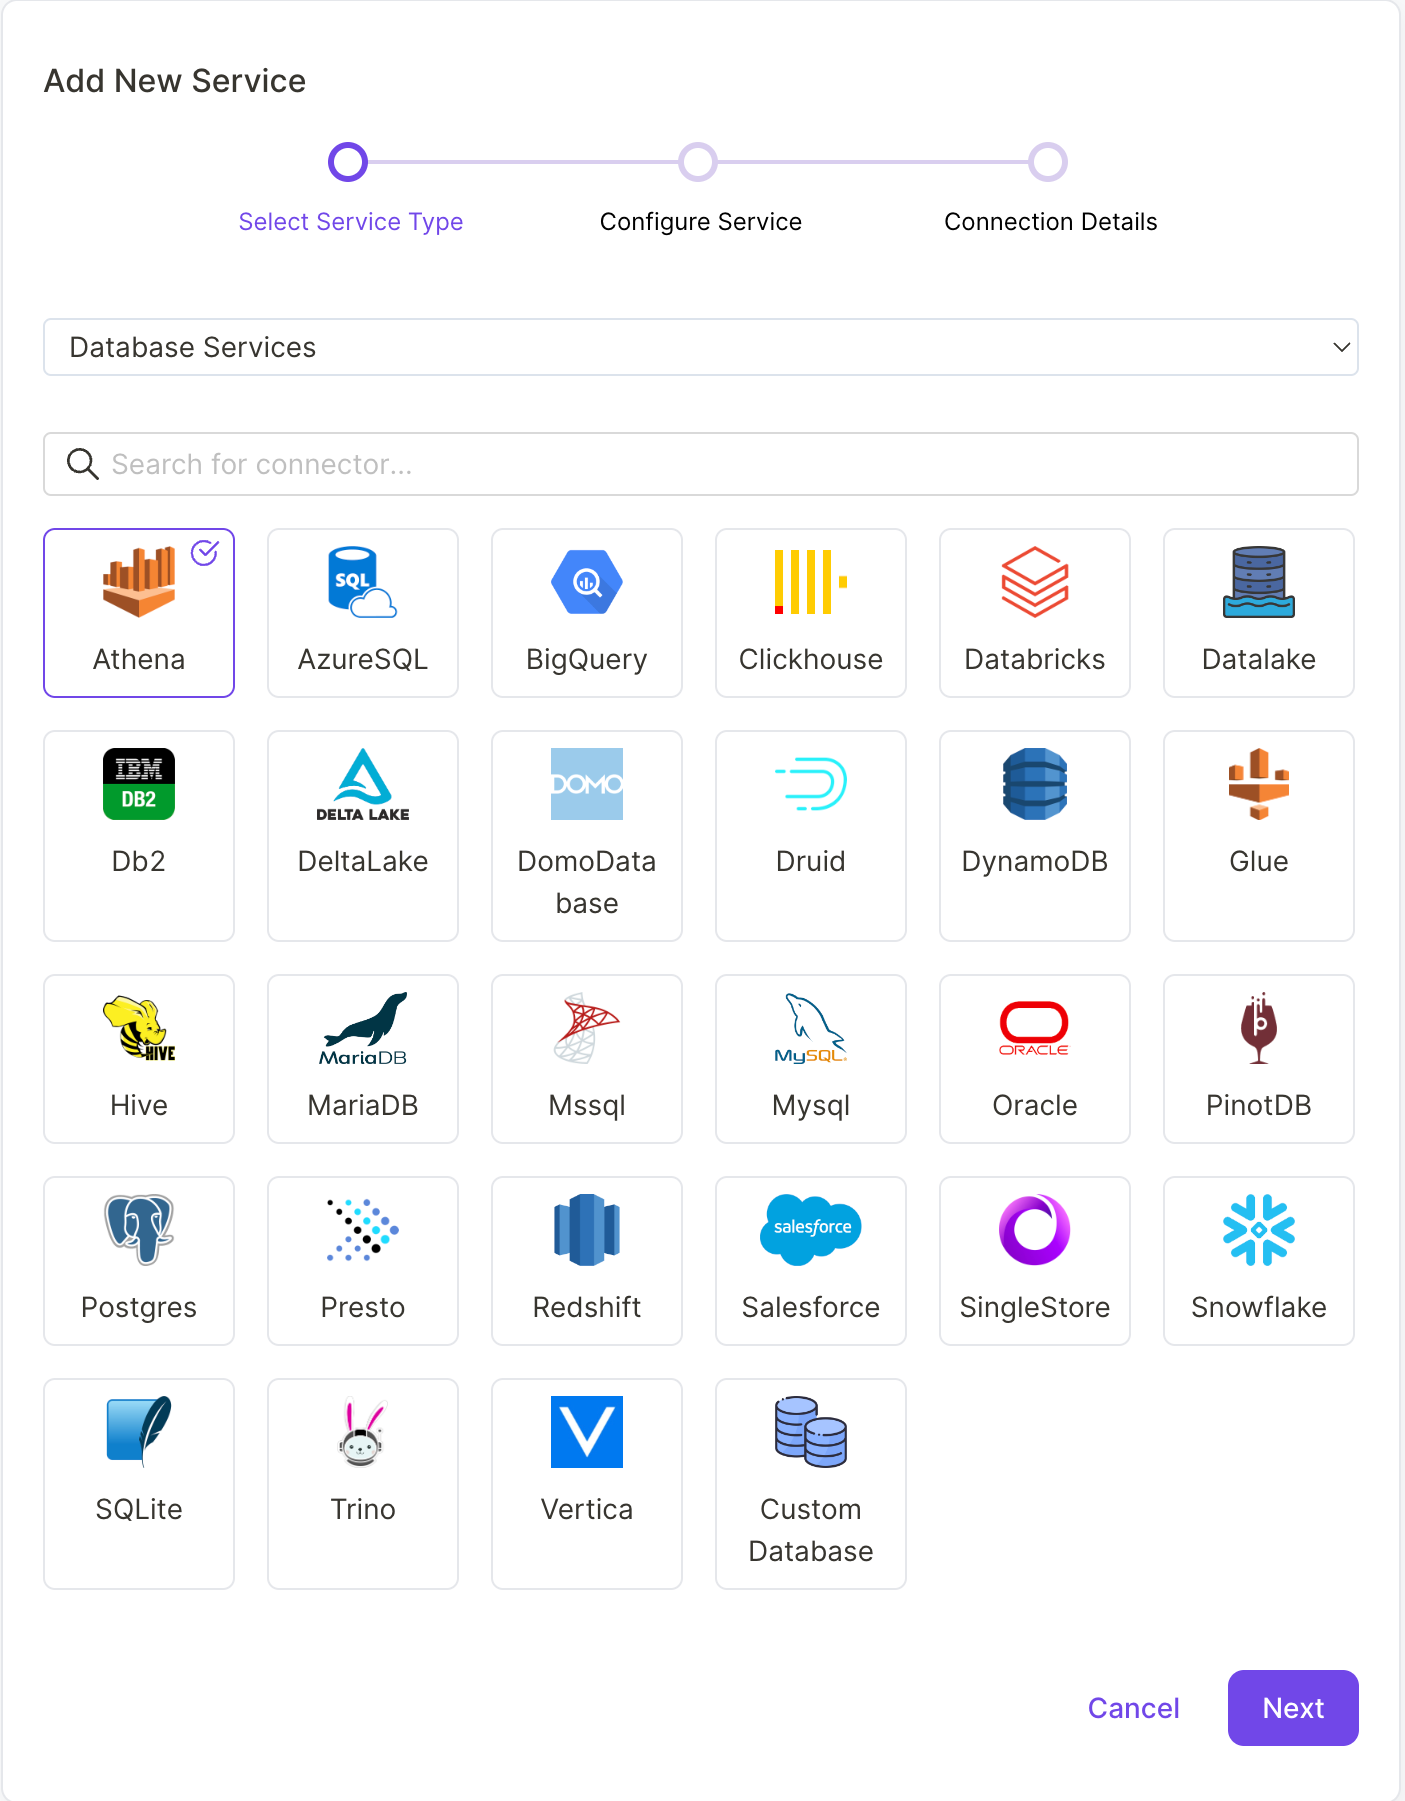 Add New Service
Select Service Type
Configure Service
Connection Details
Database Services
Search for connector...
Athena
SQL
AzureSQL
BigQuery
Clickhouse
Databricks
Datalake
IBM
DB2
Db2
DELTA LAKE
DeltaLake
DOMO
DomoData
base
Druid
DynamoDB
Glue
HIVE
Hive
MariaDB
MariaDB
Mssql
MySQL
Mysql
ORACLE
Oracle
p
PinotDB
Postgres
Presto
Redshift
salesforce
Salesforce
SingleStore
Snowflake
SQLite
Trino
Vertica
Custom
Database
Cancel
Next